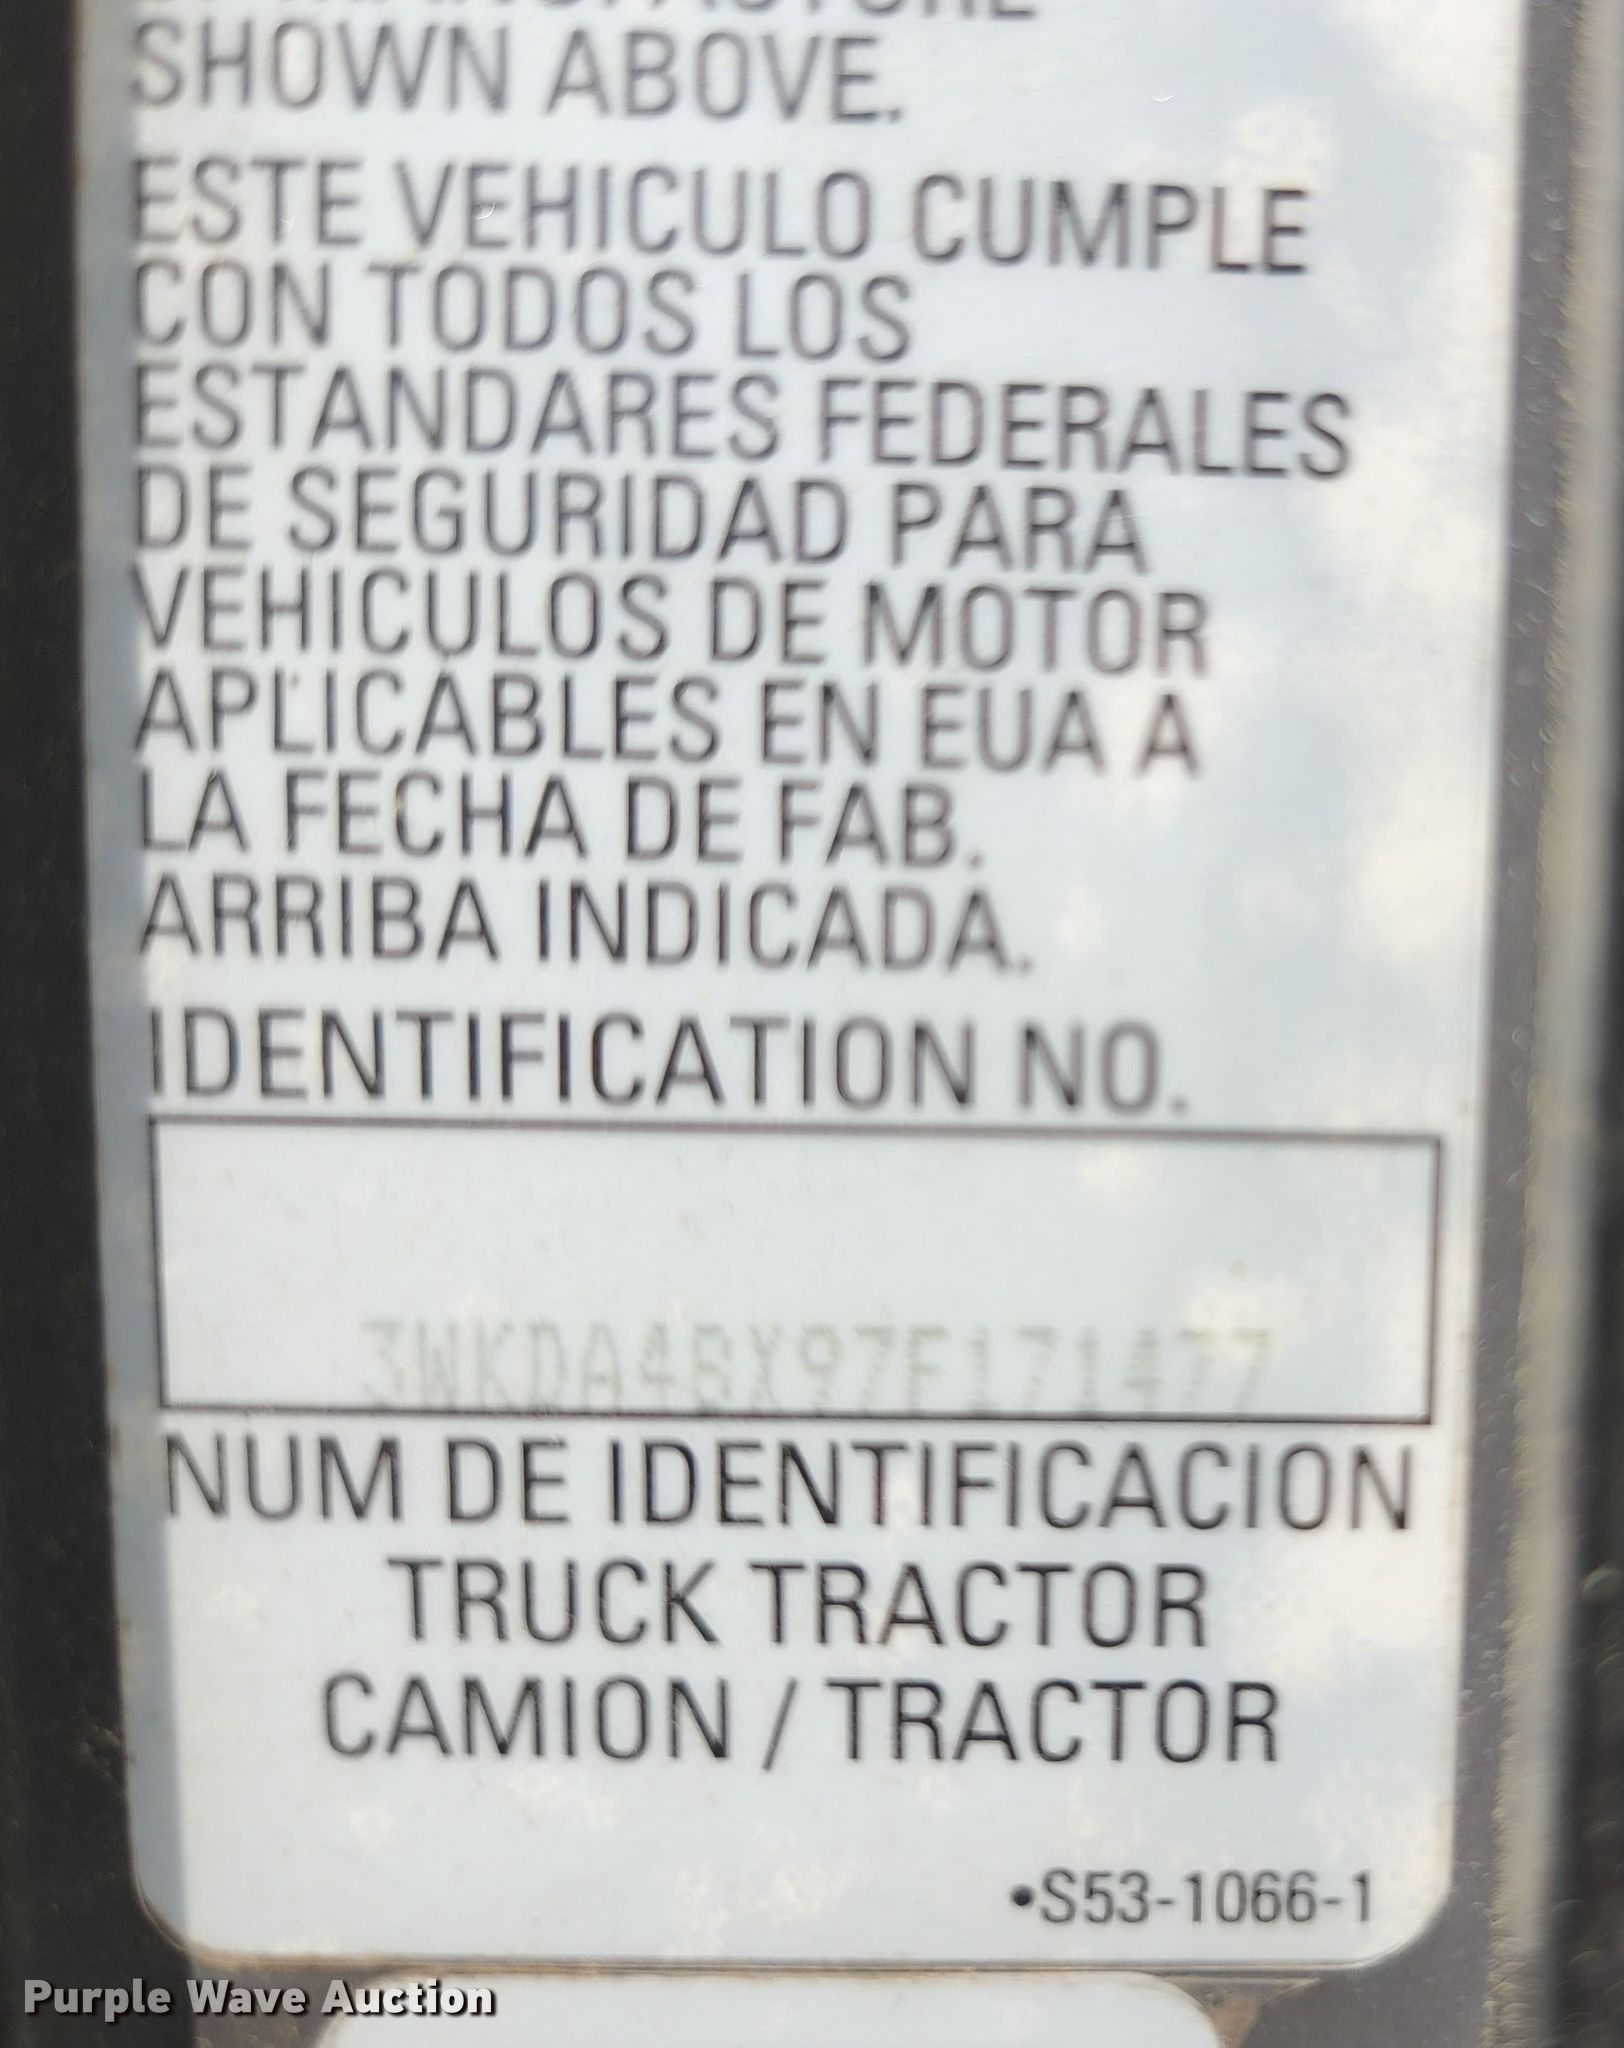 MANUFACTURE
SHOWN ABOVE.
ESTE VEHICULO CUMPLE
CON TODOS LOS
ESTANDARES FEDERALES
DE SEGURIDAD PARA
VEHICULOS DE MOTOR
APLICABLES EN EUA A
LA FECHA DE FAB.
ARRIBA INDICADA.
IDENTIFICATION NO.
3WKDA48X97F171477
NUM DE IDENTIFICACION
TRUCK TRACTOR
CAMION / TRACTOR
•S53-1066-1
Purple Wave Auction